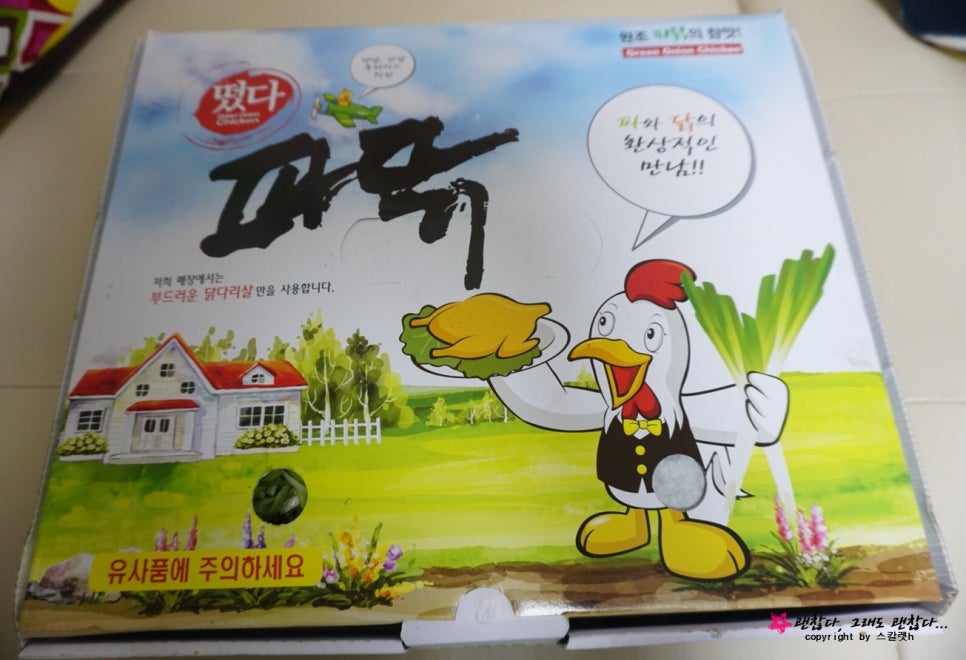 원조 파닭의 참맛!
Green Onion Chicken
떴다
Green Onion
Chicken
파닭
파와 닭의
환상적인
만남!!
저희 매장에서는
부드러운 닭다리살만을 사용합니다.
유사품에 주의하세요
괜찮다, 그래도 괜찮다...
copyright by 스칼렛h